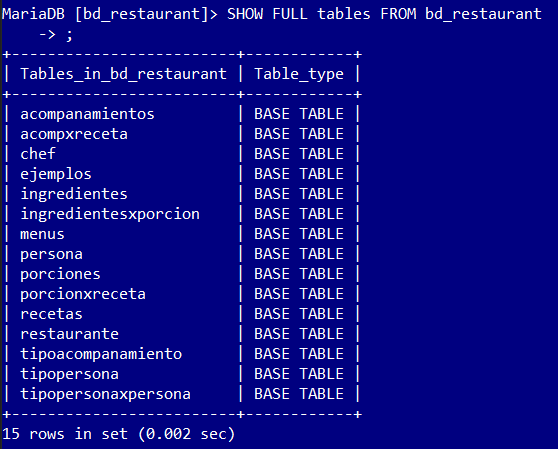 MariaDB [bd_restaurant]> SHOW FULL tables FROM bd_restaurant
    -> ;
+-------------------------+------------+
| Tables_in_bd_restaurant | Table_type |
+-------------------------+------------+
| acompanamientos         | BASE TABLE |
| acompxreceta            | BASE TABLE |
| chef                    | BASE TABLE |
| ejemplos                | BASE TABLE |
| ingredientes            | BASE TABLE |
| ingredientesxporcion    | BASE TABLE |
| menus                   | BASE TABLE |
| persona                 | BASE TABLE |
| porciones               | BASE TABLE |
| porcionxreceta          | BASE TABLE |
| recetas                 | BASE TABLE |
| restaurante             | BASE TABLE |
| tipoacompanamiento      | BASE TABLE |
| tipopersona             | BASE TABLE |
| tipopersonaxpersona     | BASE TABLE |
+-------------------------+------------+
15 rows in set (0.002 sec)